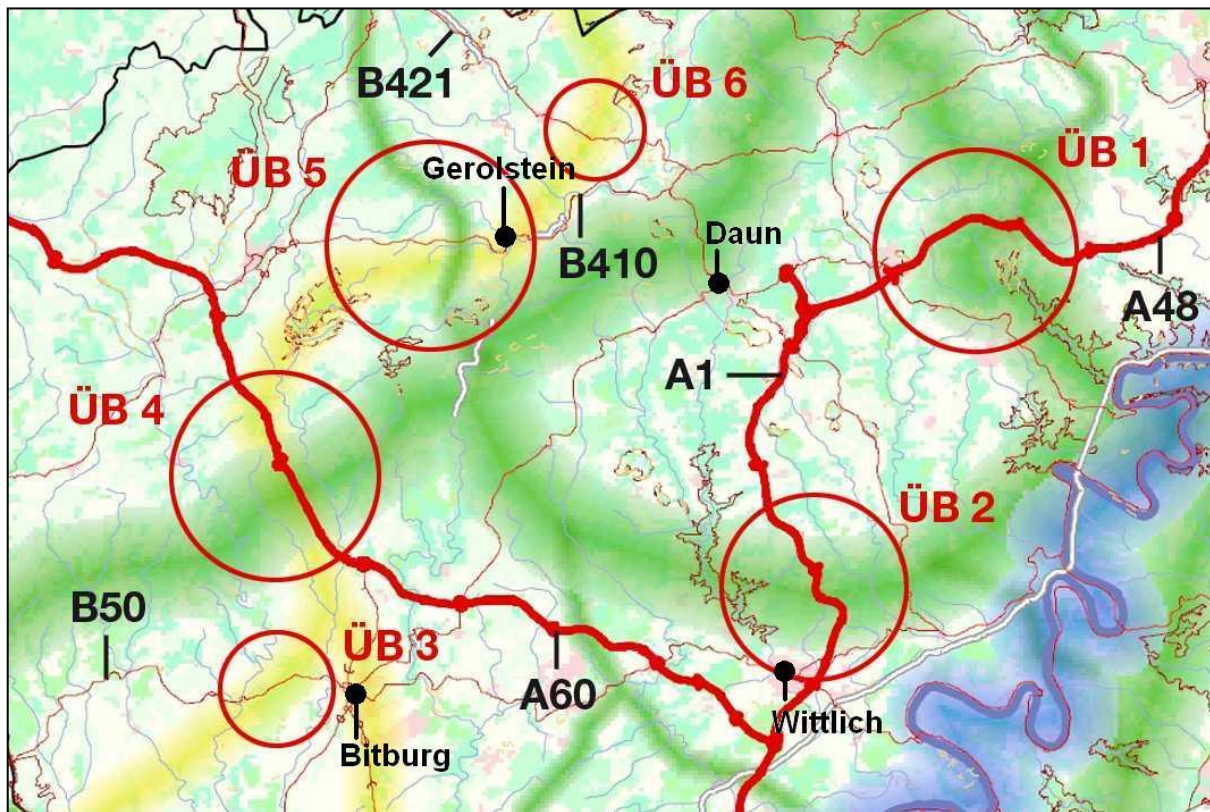 B421
ÜB 6
ÜB 5
Gerolstein
ÜB 1
B410
Daun
A48
A1
ÜB 4
ÜB 2
B50
ÜB 3
A60
Wittlich
Bitburg